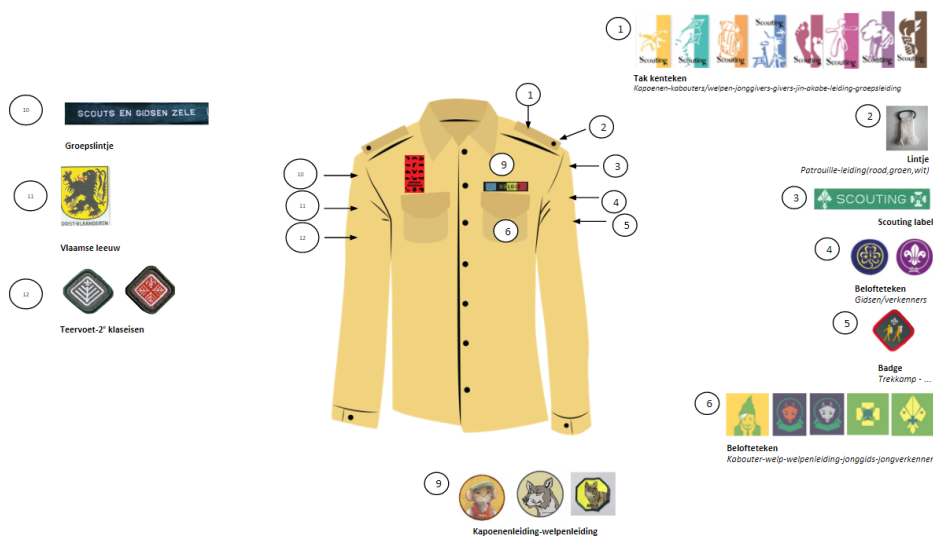 1
Scouting Scouting Scouting Scouting Scouting Scouting Scouting Scouting
Tak kenteken
Kapoenen-kabouters/welpen-jonggivers-givers-jin-akabe-leiding-groepsleiding
10
SCOUTS EN GIDSEN ZELE
Groepslintje
1
2
2
Lintje
Patrouille-leiding(rood,groen,wit)
9
3
10
11
OOST-VLAANDEREN
Vlaamse leeuw
3
SCOUTING
Scouting label
11
4
12
6
5
4
Belofteteken
Gidsen/verkenners
12
Teervoet-2° klaseisen
5
Badge
Trekkamp - ...
6
Belofteteken
Kabouter-welp-welpenleiding-jonggids-jongverkenner
9
Kapoenenleiding-welpenleiding